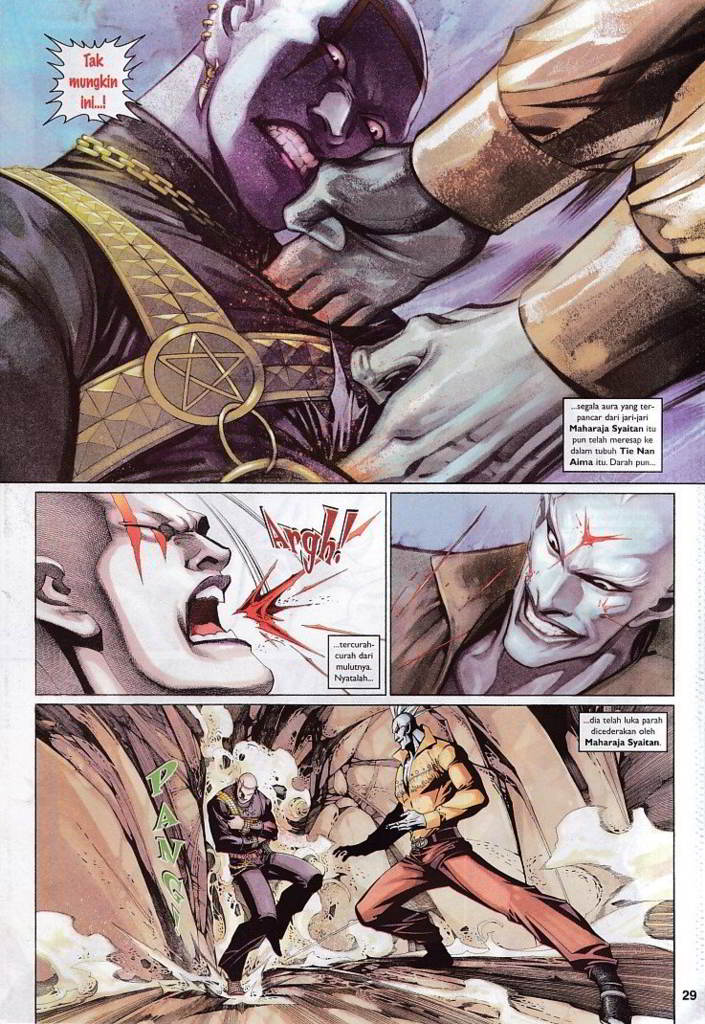 Tak
mungkin
ini...!
...segala aura yang ter-
pancar dari jari-jari
Maharaja Syaitan itu
pun telah meresap ke
dalam tubuh Tie Nan
Aima itu. Darah pun...
Argh!
...tercurah-
curah dari
mulutnya.
Nyatalah...
...dia telah luka parah
dicederakan oleh
Maharaja Syaitan.
PANG!
29